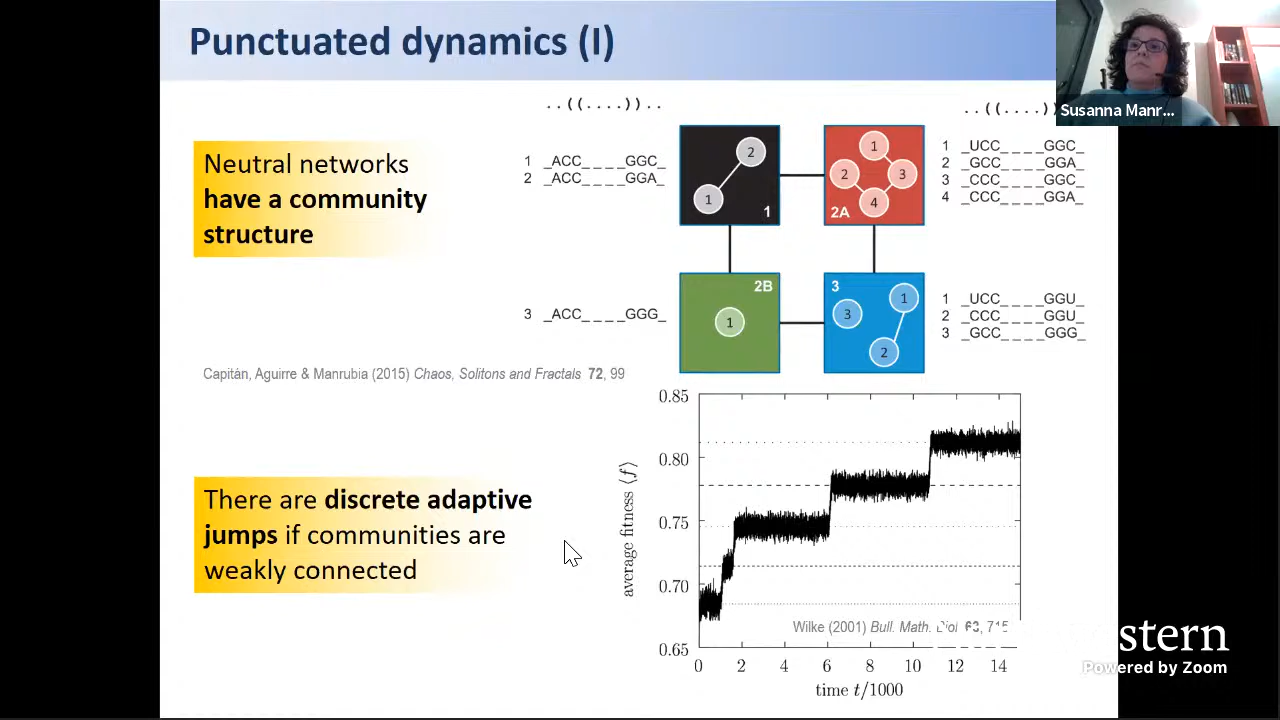 Punctuated dynamics (I)
Susanna Manr...
Neutral networks
have a community
structure
..((....))..
1 _ACC____GGC_
2 _ACC____GGA_
2
1
1
1
2
3
4
2A
..((....))
1 _UCC____GGC_
2 _GCC____GGA_
3 _CCC____GGC_
4 _CCC____GGA_
3 _ACC____GGG_
2B
1
3
1
3
2
1 _UCC____GGU_
2 _CCC____GGU_
3 _GCC____GGG_
Capitán, Aguirre & Manrubia (2015) Chaos, Solitons and Fractals 72, 99
There are discrete adaptive
jumps if communities are
weakly connected
average fitness ⟨f⟩
0.85
0.80
0.75
0.70
0.65
Wilke (2001) Bull. Math. Biol. 63, 715
0 2 4 6 8 10 12 14
time t/1000
stern
Powered by Zoom